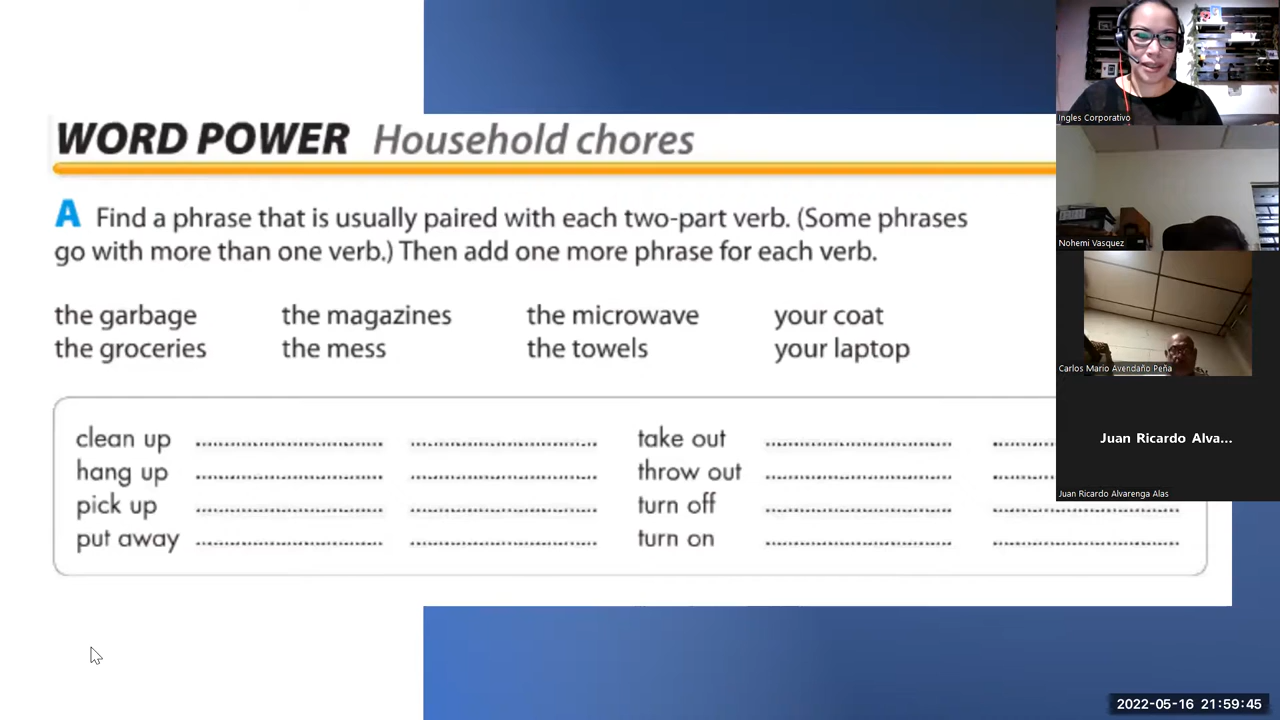 WORD POWER Household chores
A Find a phrase that is usually paired with each two-part verb. (Some phrases
go with more than one verb.) Then add one more phrase for each verb.
the garbage the magazines the microwave your coat
the groceries the mess the towels your laptop
clean up take out
hang up throw out
pick up turn off
put away turn on
Ingles Corporativo
Nohemi Vasquez
Carlos Mario Avendaño Peña
Juan Ricardo Alva...
Juan Ricardo Alvarenga Alas
2022-05-16 21:59:45